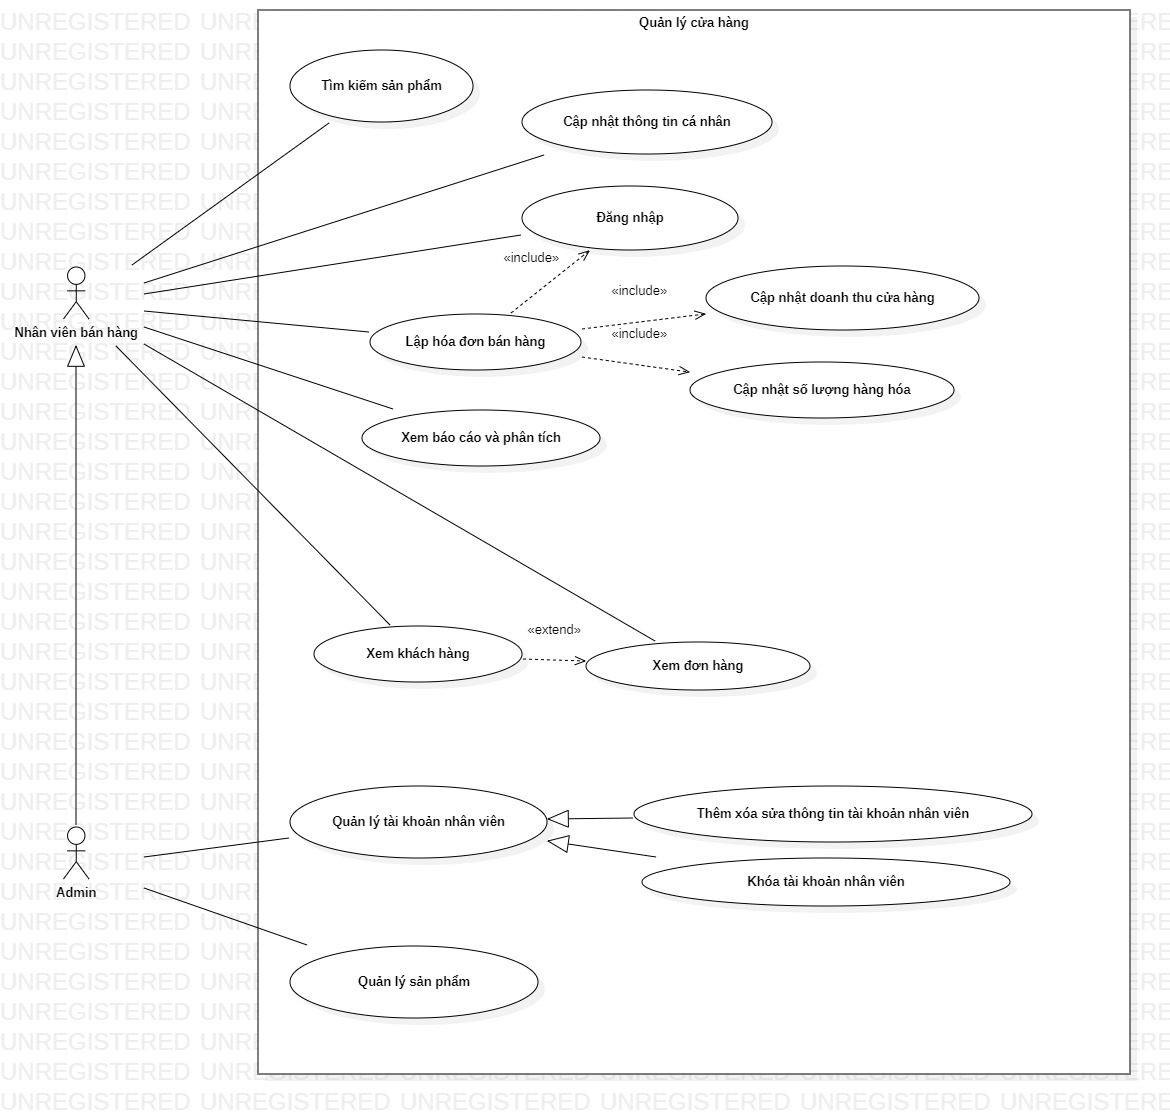 Quản lý cửa hàng
Tìm kiếm sản phẩm
Cập nhật thông tin cá nhân
Đăng nhập
«include»
«include»
Cập nhật doanh thu cửa hàng
Nhân viên bán hàng
Lập hóa đơn bán hàng
«include»
Cập nhật số lượng hàng hóa
Xem báo cáo và phân tích
«extend»
Xem khách hàng
Xem đơn hàng
Quản lý tài khoản nhân viên
Thêm xóa sửa thông tin tài khoản nhân viên
Khóa tài khoản nhân viên
Admin
Quản lý sản phẩm
UNREGISTERED UNREGISTERED UNREGISTERED UNREGISTERED UNREGISTERED UNREGISTERED